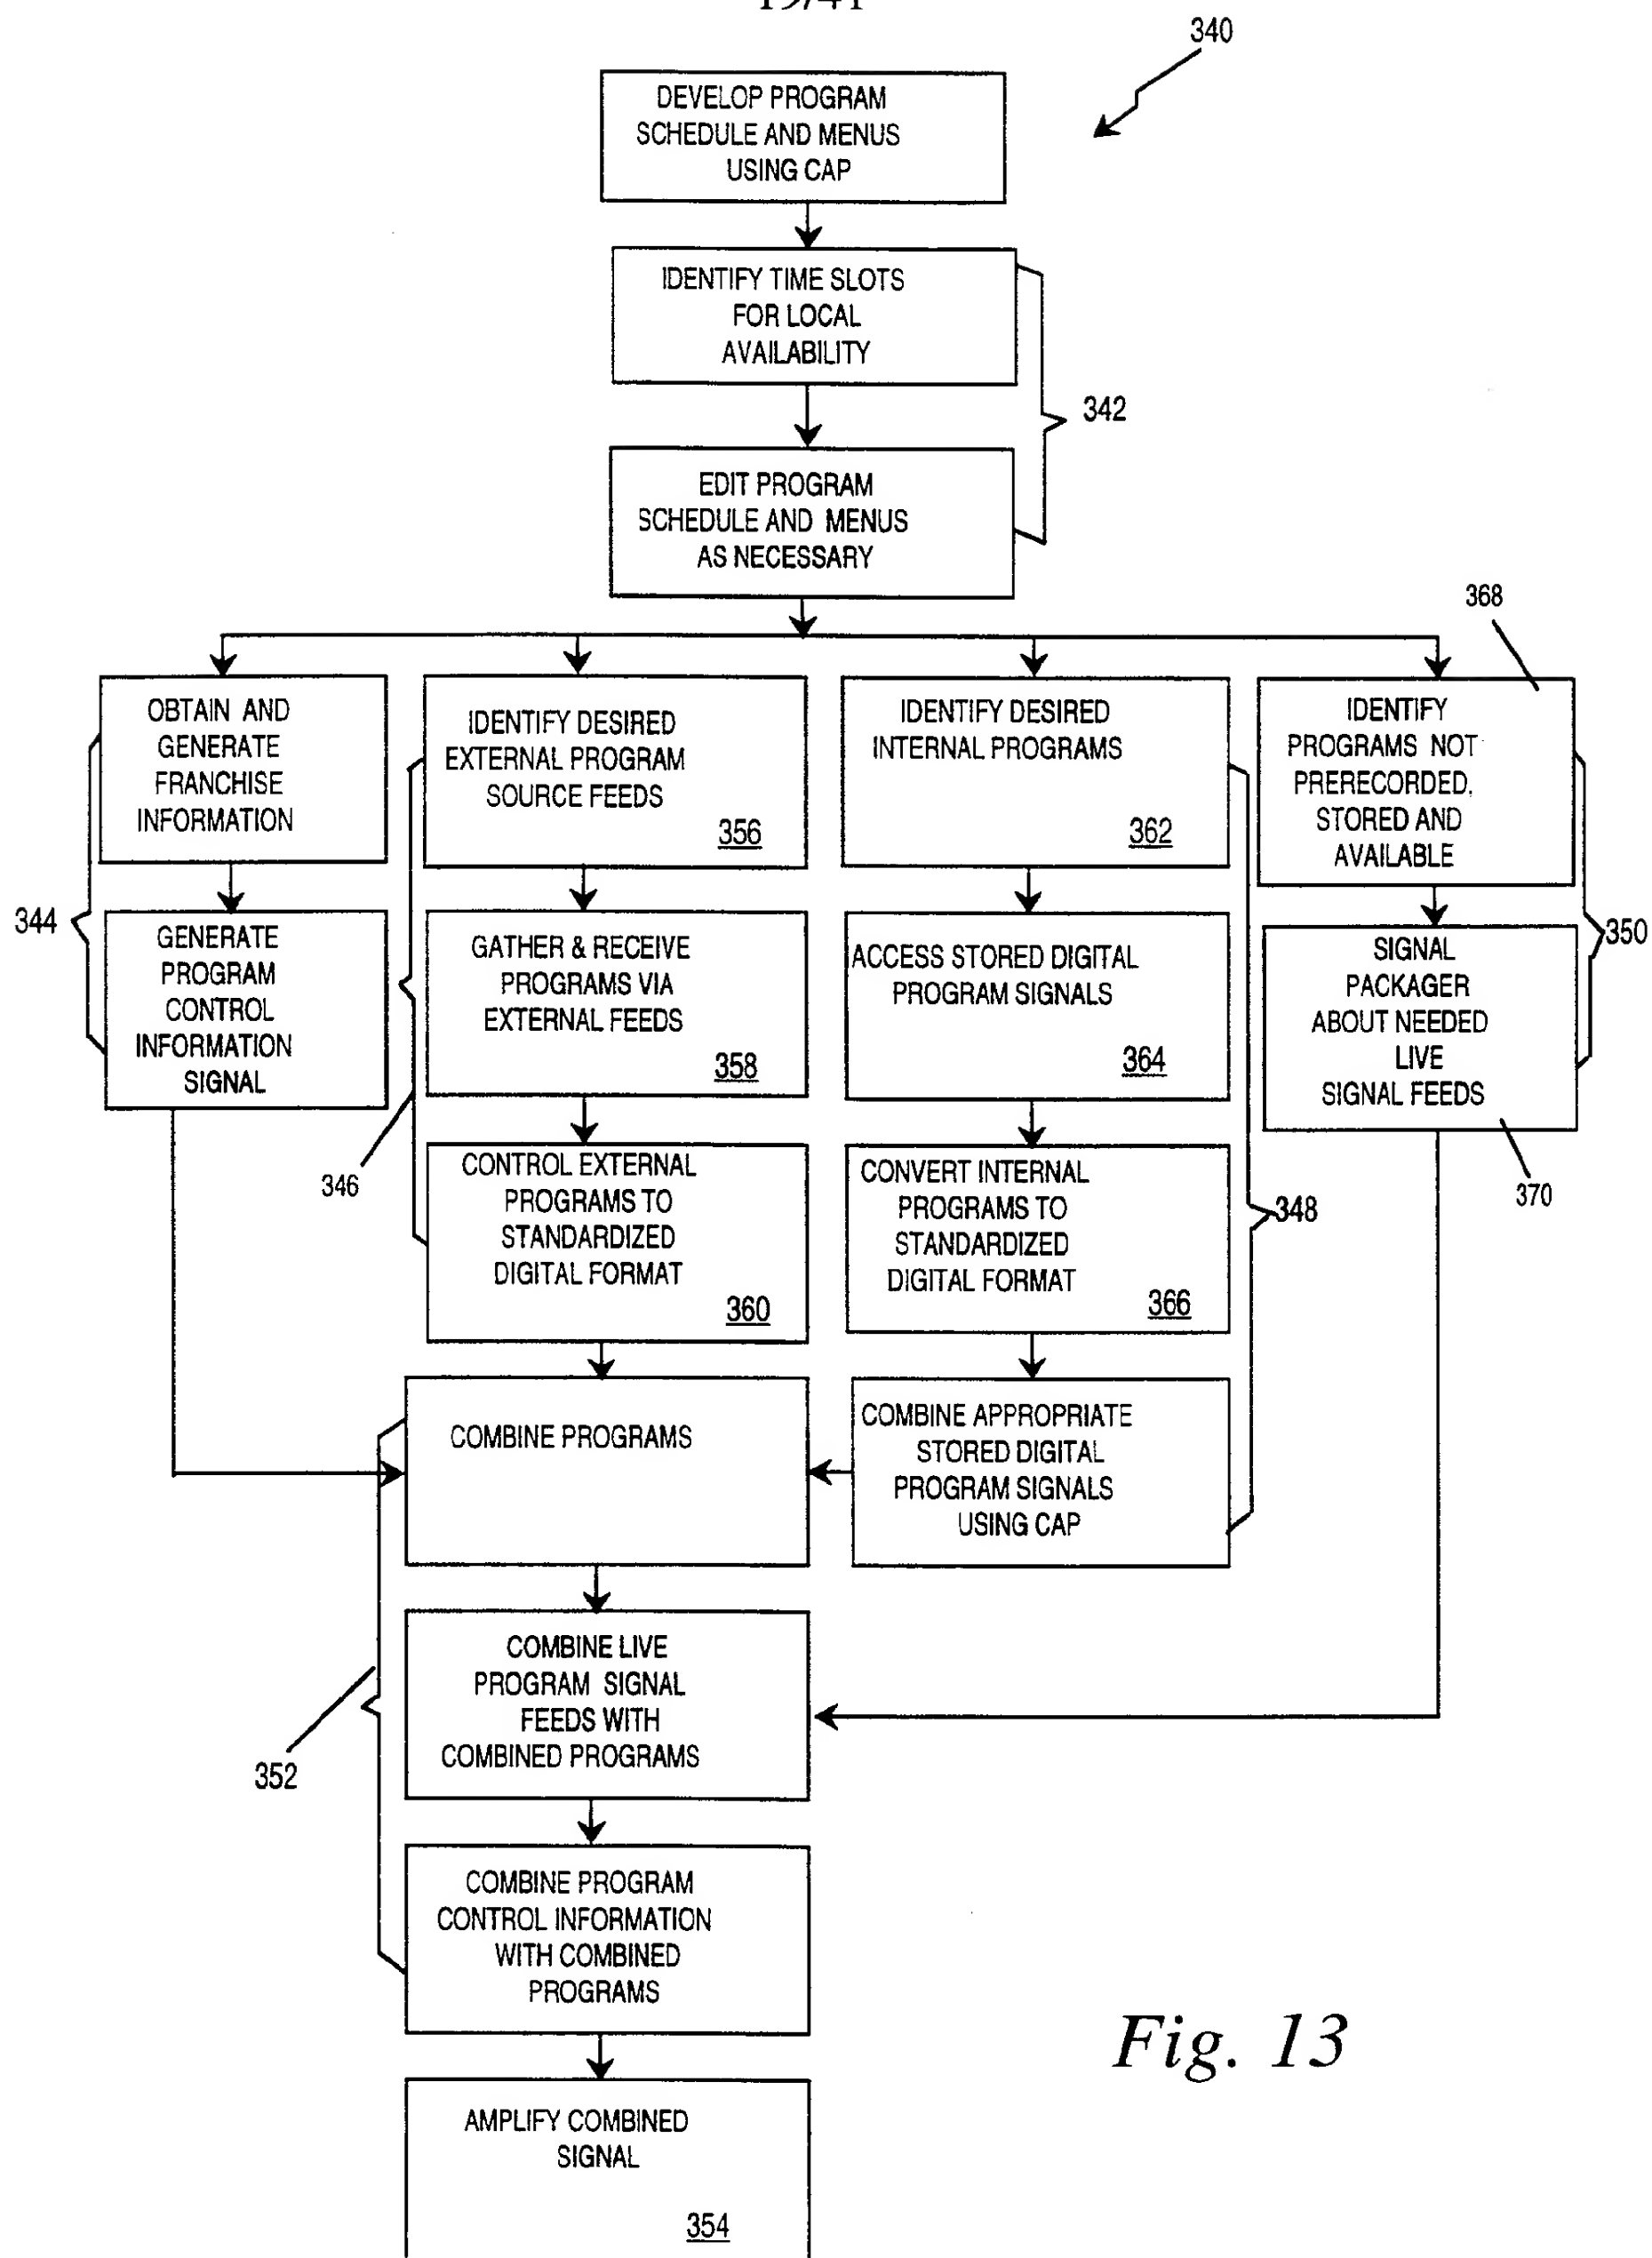 19/41
340
DEVELOP PROGRAM
SCHEDULE AND MENUS
USING CAP
IDENTIFY TIME SLOTS
FOR LOCAL
AVAILABILITY
342
EDIT PROGRAM
SCHEDULE AND MENUS
AS NECESSARY
368
OBTAIN AND
GENERATE
FRANCHISE
INFORMATION
IDENTIFY DESIRED
EXTERNAL PROGRAM
SOURCE FEEDS
356
IDENTIFY DESIRED
INTERNAL PROGRAMS
362
IDENTIFY
PROGRAMS NOT
PRERECORDED,
STORED AND
AVAILABLE
344
350
GENERATE
PROGRAM
CONTROL
INFORMATION
SIGNAL
GATHER & RECEIVE
PROGRAMS VIA
EXTERNAL FEEDS
358
ACCESS STORED DIGITAL
PROGRAM SIGNALS
364
SIGNAL
PACKAGER
ABOUT NEEDED
LIVE
SIGNAL FEEDS
346
370
CONTROL EXTERNAL
PROGRAMS TO
STANDARDIZED
DIGITAL FORMAT
360
CONVERT INTERNAL
PROGRAMS TO
STANDARDIZED
DIGITAL FORMAT
366
348
COMBINE PROGRAMS
COMBINE APPROPRIATE
STORED DIGITAL
PROGRAM SIGNALS
USING CAP
COMBINE LIVE
PROGRAM SIGNAL
FEEDS WITH
COMBINED PROGRAMS
352
COMBINE PROGRAM
CONTROL INFORMATION
WITH COMBINED
PROGRAMS
AMPLIFY COMBINED
SIGNAL
354
Fig. 13